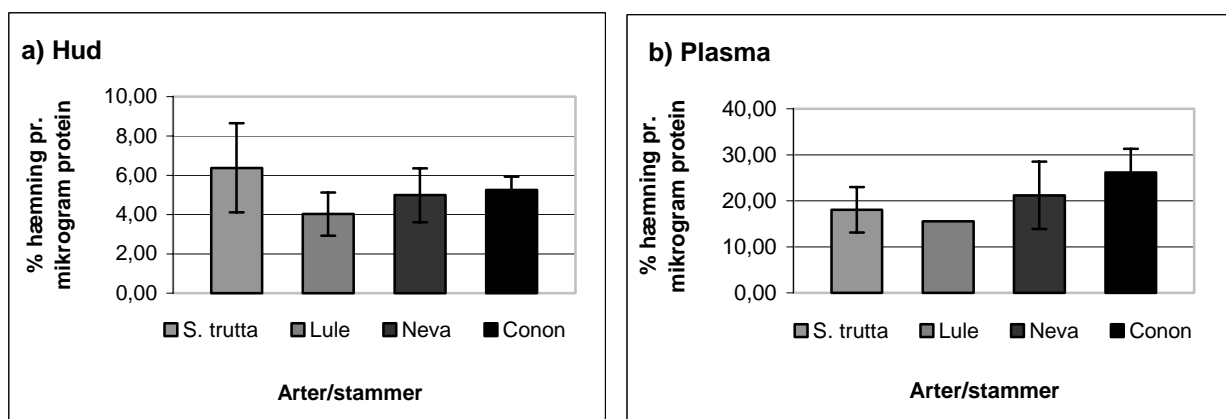 a) Hud
% hæmning pr.
mikrogram protein
10,00
8,00
6,00
4,00
2,00
0,00
S. trutta Lule Neva Conon
Arter/stammer
b) Plasma
% hæmning pr.
mikrogram protein
40,00
30,00
20,00
10,00
0,00
S. trutta Lule Neva Conon
Arter/stammer